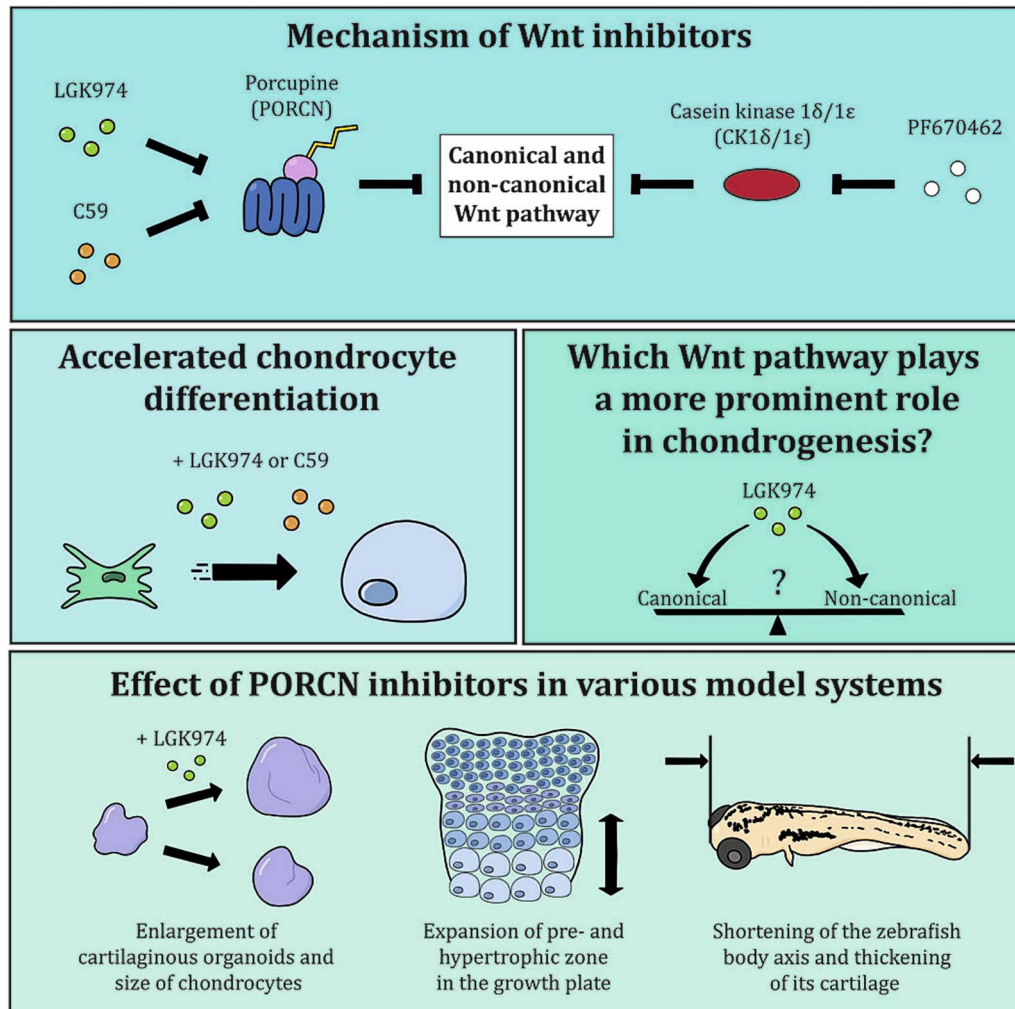 Mechanism of Wnt inhibitors
LGK974
C59
Porcupine
(PORCN)
Canonical and
non-canonical
Wnt pathway
Casein kinase 1δ/1ε
(CK1δ/1ε)
PF670462
Accelerated chondrocyte
differentiation
+ LGK974 or C59
Which Wnt pathway plays
a more prominent role
in chondrogenesis?
LGK974
?
Canonical
Non-canonical
Effect of PORCN inhibitors in various model systems
+ LGK974
Enlargement of
cartilaginous organoids and
size of chondrocytes
Expansion of pre- and
hypertrophic zone
in the growth plate
Shortening of the zebrafish
body axis and thickening
of its cartilage